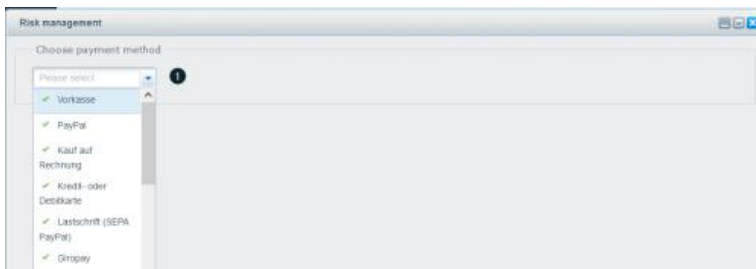 Risk management
Choose payment method
Please select
1
Vorkasse
PayPal
Kauf auf
Rechnung
Kredit- oder
Debitkarte
Lastschrift (SEPA
PayPal)
Giropay